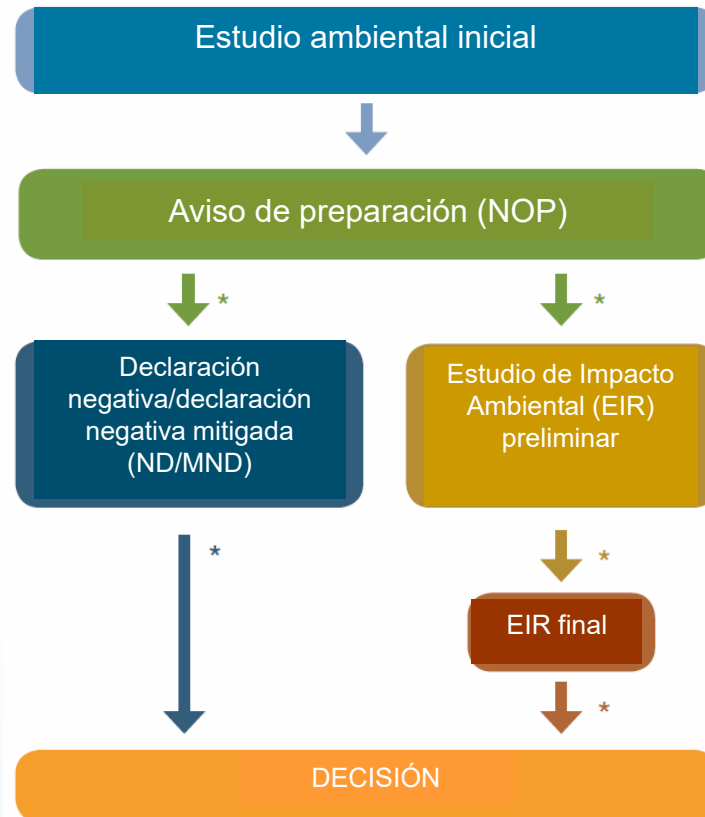 Estudio ambiental inicial
Aviso de preparación (NOP)
*
*
Declaración
negativa/declaración
negativa mitigada
(ND/MND)
Estudio de Impacto
Ambiental (EIR)
preliminar
*
*
EIR final
*
DECISIÓN